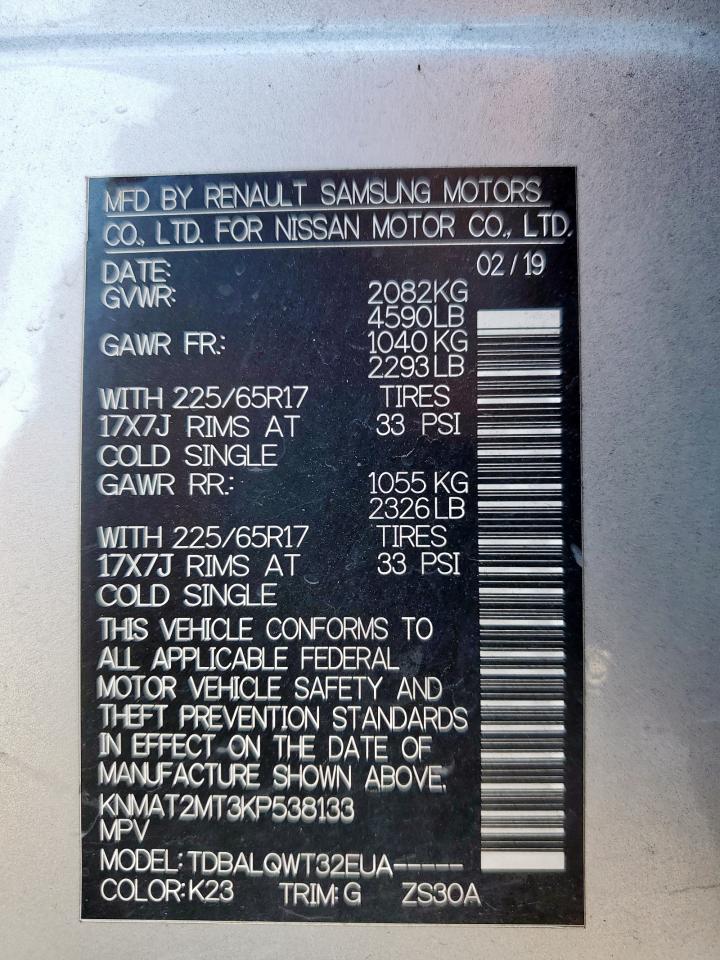 MFD BY RENAULT SAMSUNG MOTORS
CO., LTD. FOR NISSAN MOTOR CO., LTD.
DATE: 02/19
GVWR: 2082KG
4590LB
GAWR FR.: 1040KG
2293LB
WITH 225/65R17 TIRES
17X7J RIMS AT 33 PSI
COLD SINGLE
GAWR RR.: 1055KG
2326LB
WITH 225/65R17 TIRES
17X7J RIMS AT 33 PSI
COLD SINGLE
THIS VEHICLE CONFORMS TO
ALL APPLICABLE FEDERAL
MOTOR VEHICLE SAFETY AND
THEFT PREVENTION STANDARDS
IN EFFECT ON THE DATE OF
MANUFACTURE SHOWN ABOVE.
KNMAT2MT3KP538133
MPV
MODEL: TDBALQWT32EUA-----
COLOR: K23 TRIM: G ZS30A